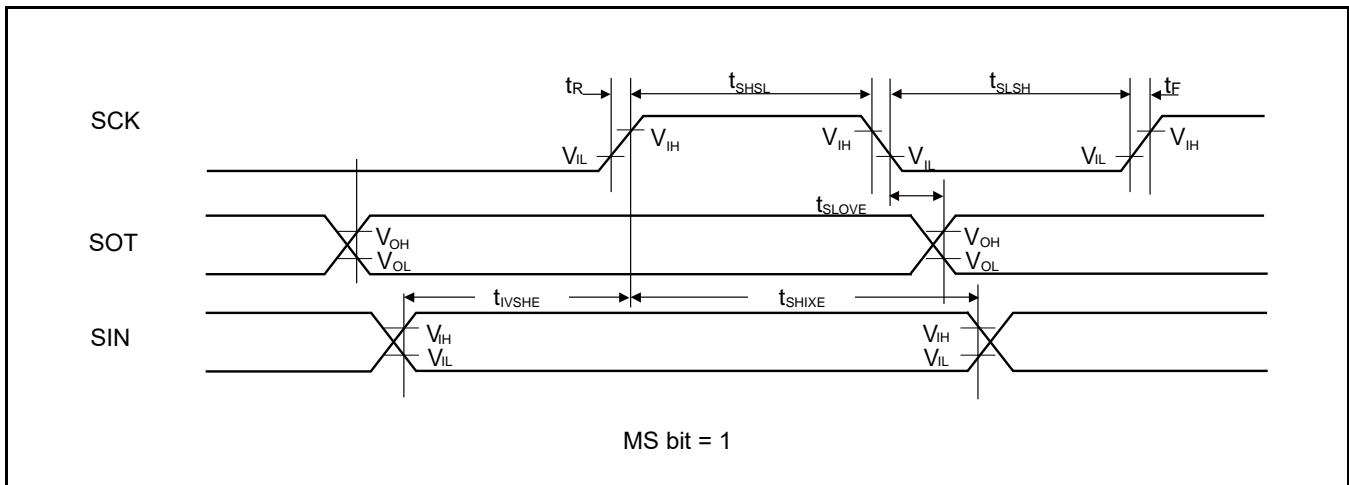 tR tSHSL tSLSH tF
SCK
VIH VIH VIH
VIL VIL VIL
tSLOVE
SOT
VOH VOH
VOL VOL
tIVSHE tSHIXE
SIN
VIH VIH
VIL VIL
MS bit = 1